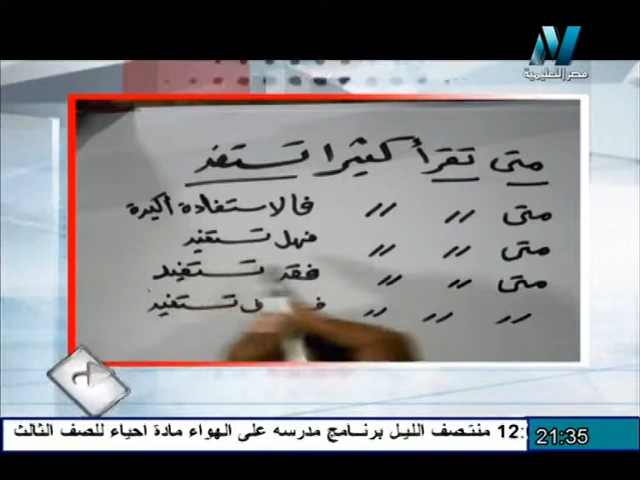 مصر التعليمية
متى تقرأ كثيرا تستفد
متى 〃 〃 فالاستفادة أكيدة
متى 〃 〃 فهل تستفيد
متى 〃 〃 فقد تستفيد
〃 〃 〃 تستفيد
12:0 منتصف الليل برنامج مدرسه على الهواء مادة احياء للصف الثالث
21:35